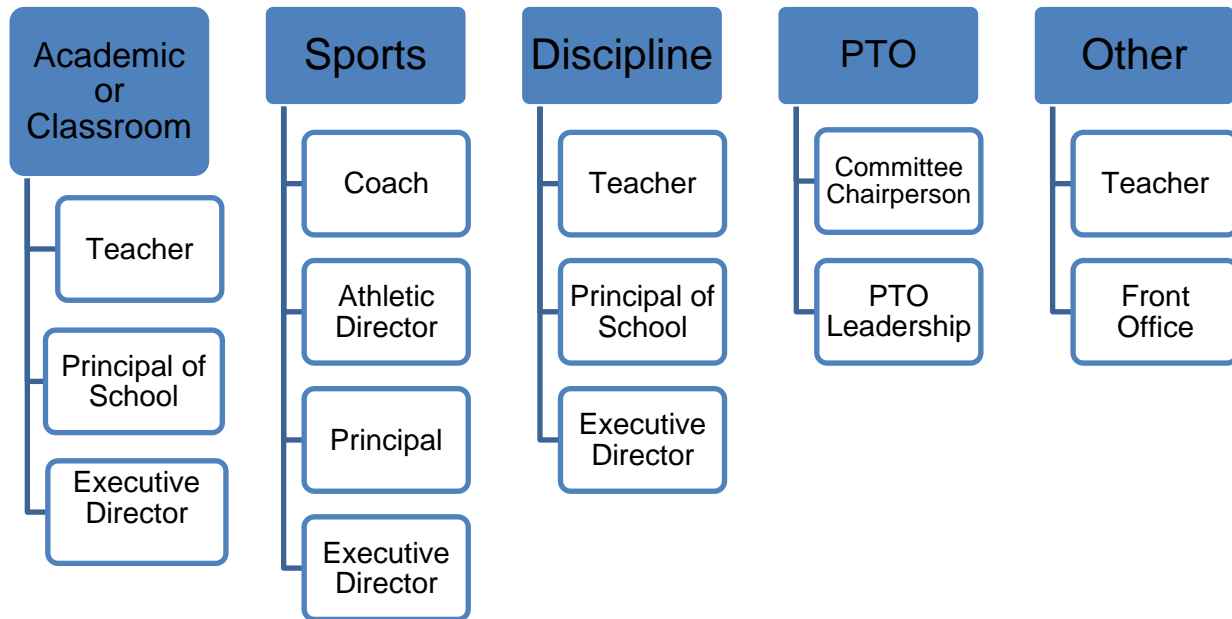 Academic
or
Classroom
Teacher
Principal of
School
Executive
Director
Sports
Coach
Athletic
Director
Principal
Executive
Director
Discipline
Teacher
Principal of
School
Executive
Director
PTO
Committee
Chairperson
PTO
Leadership
Other
Teacher
Front
Office